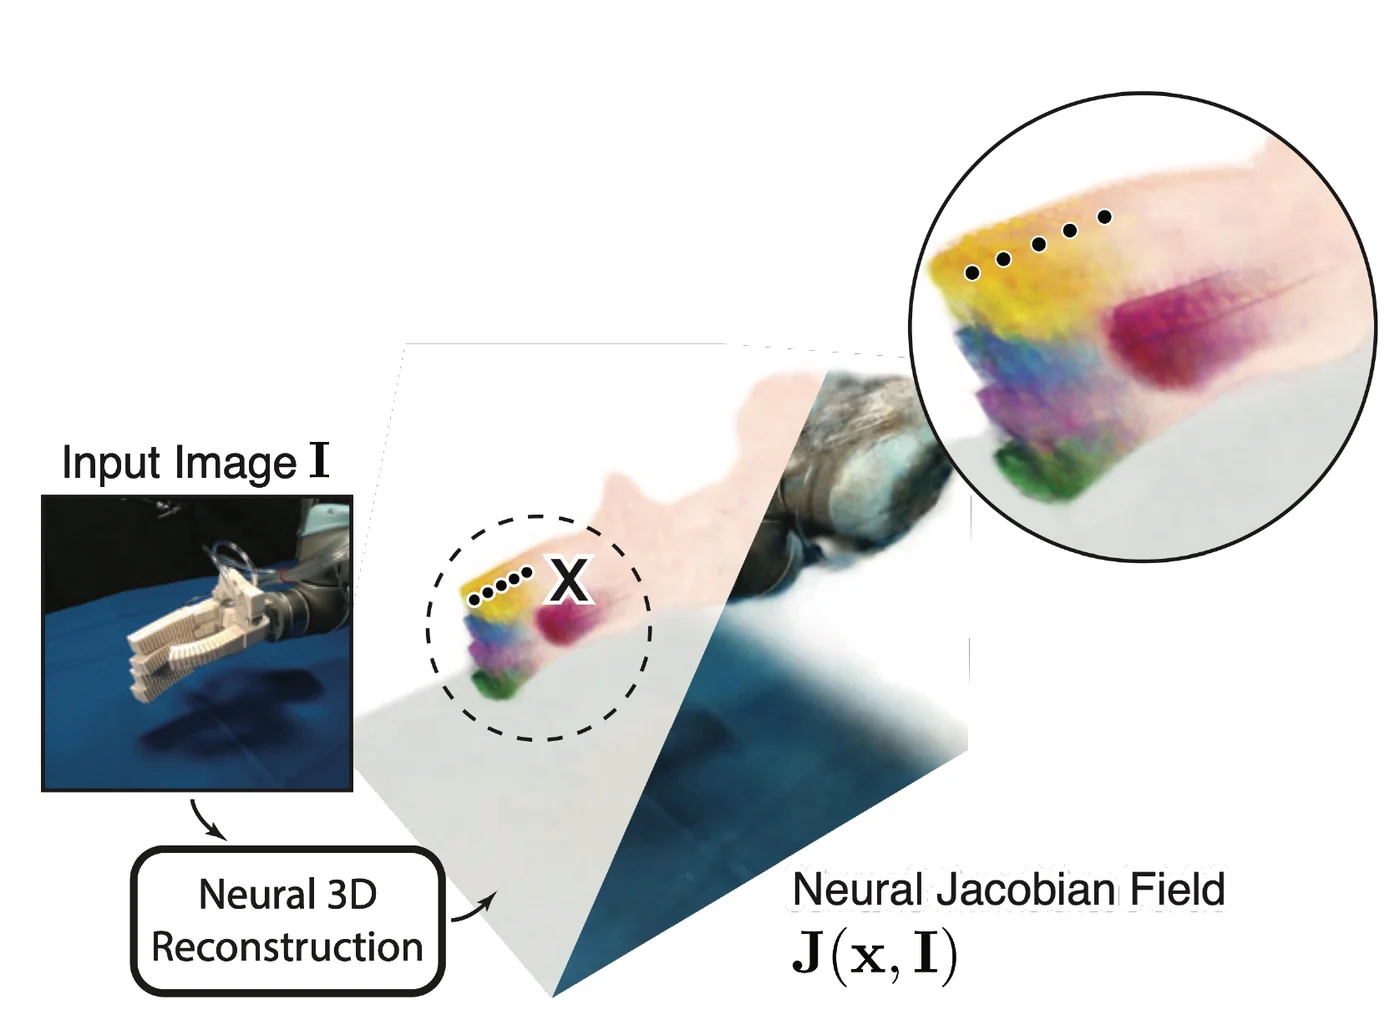 Input Image I
X
Neural 3D
Reconstruction
Neural Jacobian Field
J(x, I)